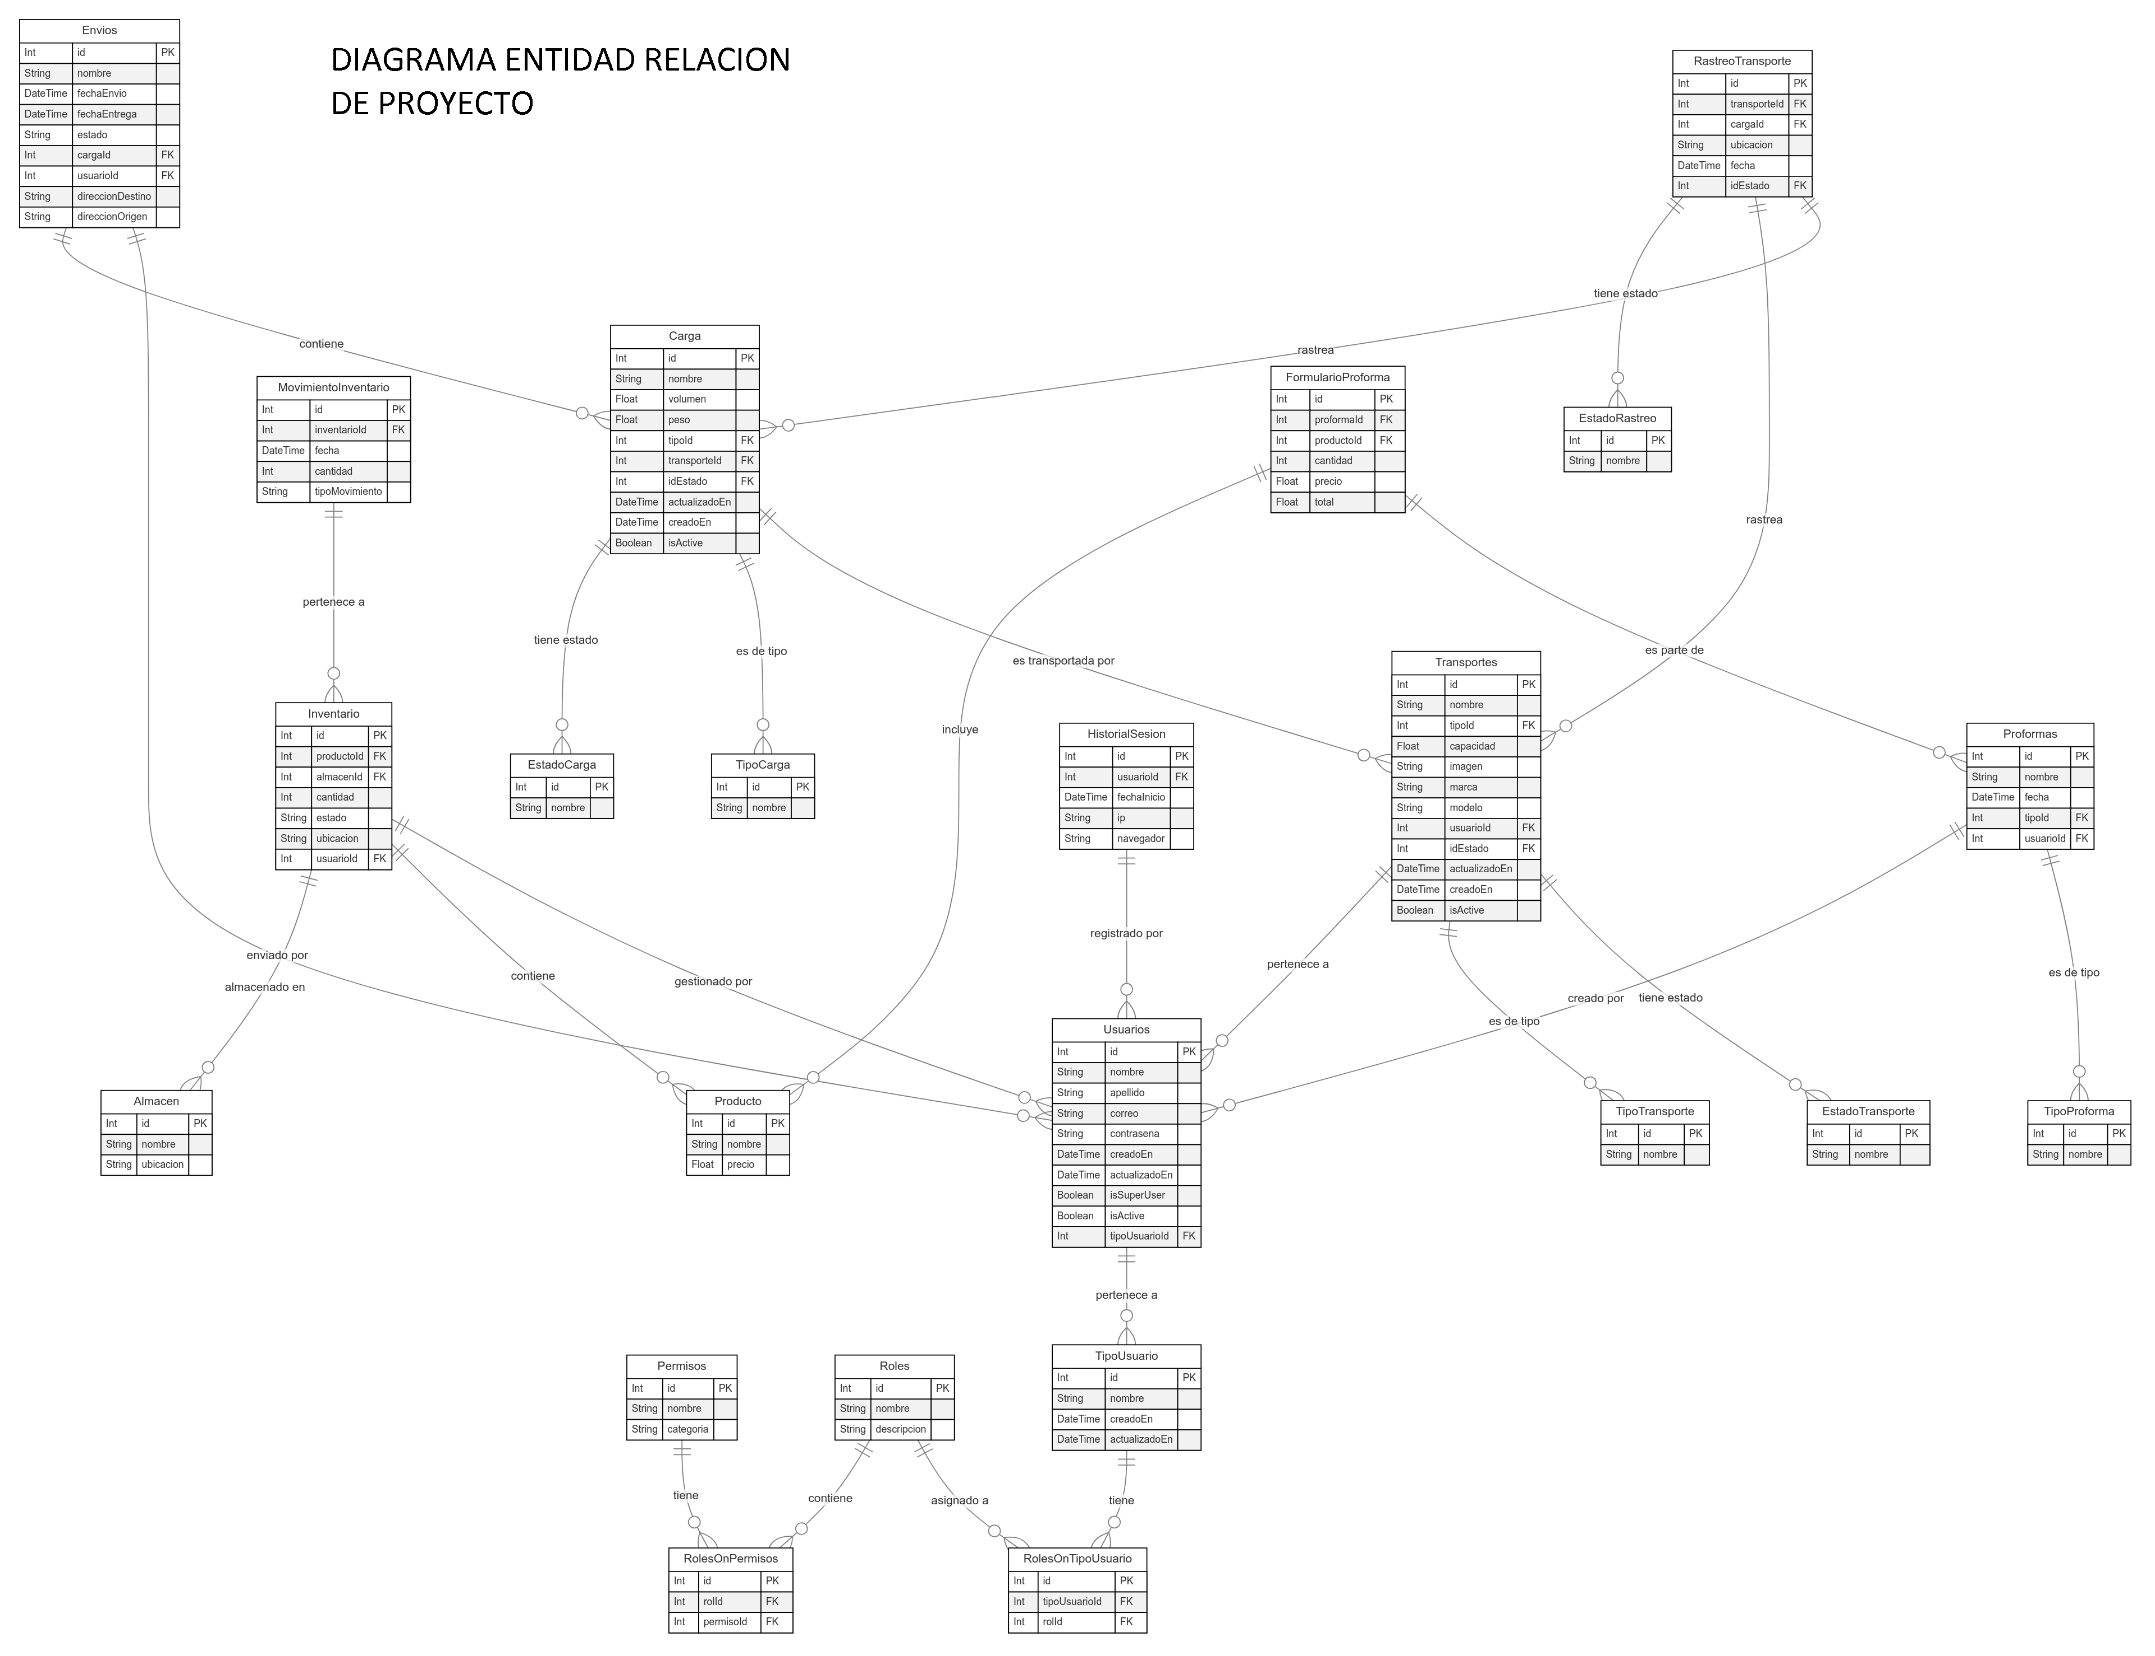 DIAGRAMA ENTIDAD RELACION
DE PROYECTO
Envios
Int id PK
String nombre
DateTime fechaEnvio
DateTime fechaEntrega
String estado
Int cargaId FK
Int usuarioId FK
String direccionDestino
String direccionOrigen
RastreoTransporte
Int id PK
Int transporteId FK
Int cargaId FK
String ubicacion
DateTime fecha
Int idEstado FK
tiene estado
contiene
rastrea
Carga
Int id PK
String nombre
Float volumen
Float peso
Int tipoId FK
Int transporteId FK
Int idEstado FK
DateTime actualizadoEn
DateTime creadoEn
Boolean isActive
MovimientoInventario
Int id PK
Int inventarioId FK
DateTime fecha
Int cantidad
String tipoMovimiento
FormularioProforma
Int id PK
Int proformaId FK
Int productoId FK
Int cantidad
Float precio
Float total
EstadoRastreo
Int id PK
String nombre
rastrea
pertenece a
tiene estado
es de tipo
es transportada por
es parte de
incluye
Inventario
Int id PK
Int productoId FK
Int almacenId FK
Int cantidad
String estado
String ubicacion
Int usuarioId FK
EstadoCarga
Int id PK
String nombre
TipoCarga
Int id PK
String nombre
HistorialSesion
Int id PK
Int usuarioId FK
DateTime fechaInicio
String ip
String navegador
Transportes
Int id PK
String nombre
Int tipoId FK
Float capacidad
String imagen
String marca
String modelo
Int usuarioId FK
Int idEstado FK
DateTime actualizadoEn
DateTime creadoEn
Boolean isActive
Proformas
Int id PK
String nombre
DateTime fecha
Int tipoId FK
Int usuarioId FK
registrado por
enviado por
almacenado en
contiene
gestionado por
pertenece a
creado por
tiene estado
es de tipo
es de tipo
Almacen
Int id PK
String nombre
String ubicacion
Producto
Int id PK
String nombre
Float precio
Usuarios
Int id PK
String nombre
String apellido
String correo
String contrasena
DateTime creadoEn
DateTime actualizadoEn
Boolean isSuperUser
Boolean isActive
Int tipoUsuarioId FK
TipoTransporte
Int id PK
String nombre
EstadoTransporte
Int id PK
String nombre
TipoProforma
Int id PK
String nombre
pertenece a
Permisos
Int id PK
String nombre
String categoria
Roles
Int id PK
String nombre
String descripcion
TipoUsuario
Int id PK
String nombre
DateTime creadoEn
DateTime actualizadoEn
tiene
contiene
asignado a
tiene
RolesOnPermisos
Int id PK
Int rolId FK
Int permisoId FK
RolesOnTipoUsuario
Int id PK
Int tipoUsuarioId FK
Int rolId FK